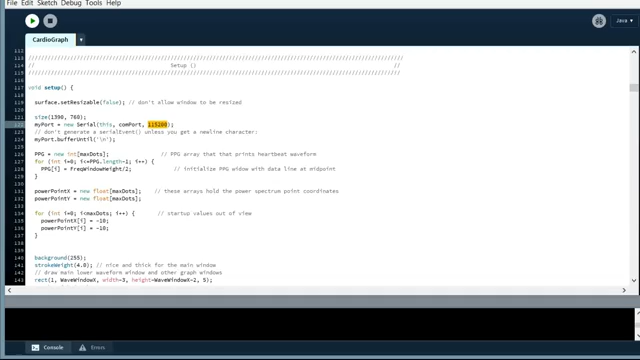 File Edit Sketch Debug Tools Help
Java
CardioGraph
112
113 ////////////////////////////////////////////////////////////////////////////////////////////////////
114 // Setup () //
115 ////////////////////////////////////////////////////////////////////////////////////////////////////
116
117 void setup() {
118
119 surface.setResizable(false); // don't allow window to be resized
120
121 size(1390, 760);
122 myPort = new Serial(this, comPort, 115200);
123 // don't generate a serialEvent() unless you get a newline character:
124 myPort.bufferUntil('\n');
125
126 PPG = new int[maxDots]; // PPG array that that prints heartbeat waveform
127 for (int i=0; i<=PPG.length-1; i++) {
128 PPG[i] = FreqWindowHeight/2; // initialize PPG widow with data line at midpoint
129 }
130
131 powerPointX = new float[maxDots]; // these arrays hold the power spectrum point coordinates
132 powerPointY = new float[maxDots];
133
134 for (int i=0; i<maxDots; i++) { // startup values out of view
135 powerPointX[i] = -10;
136 powerPointY[i] = -10;
137 }
138
139
140 background(255);
141 strokeWeight(4.0); // nice and thick for the main window
142 // draw main lower waveform window and other graph windows
143 rect(1, WaveWindowX, width-3, height-WaveWindowX-2, 5);
Console
Errors